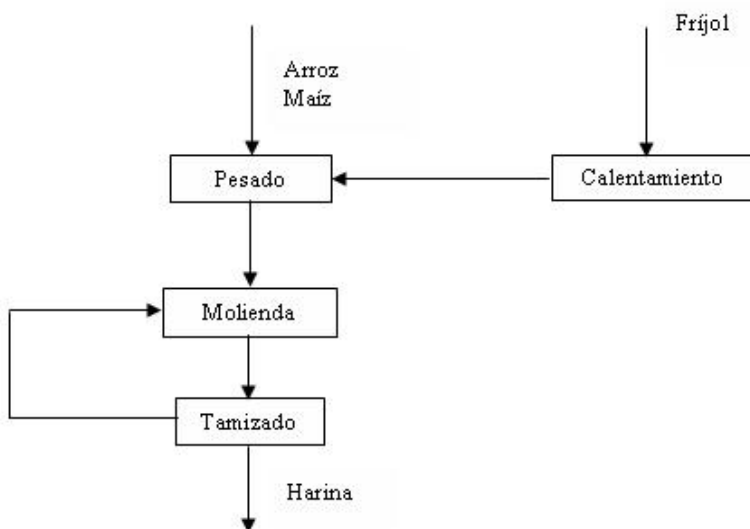 Fríjol
Arroz
Maíz
Pesado
Calentamiento
Molienda
Tamizado
Harina